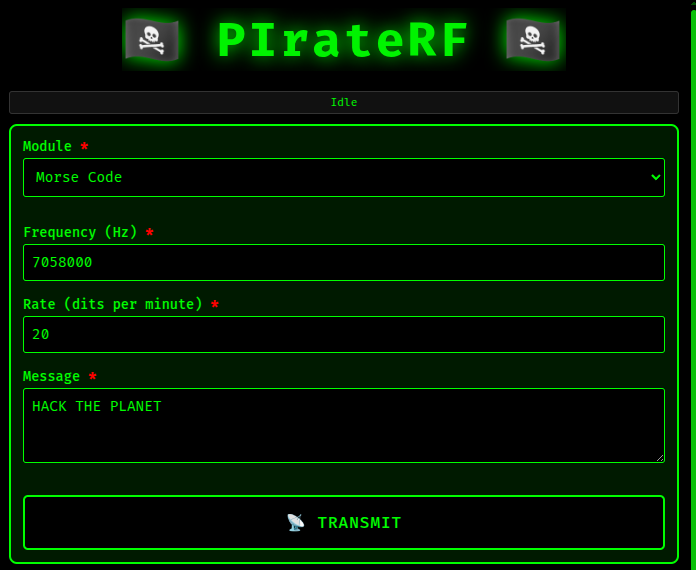 PIrateRF
Idle
Module *
Morse Code
Frequency (Hz) *
7058000
Rate (dits per minute) *
20
Message *
HACK THE PLANET
TRANSMIT